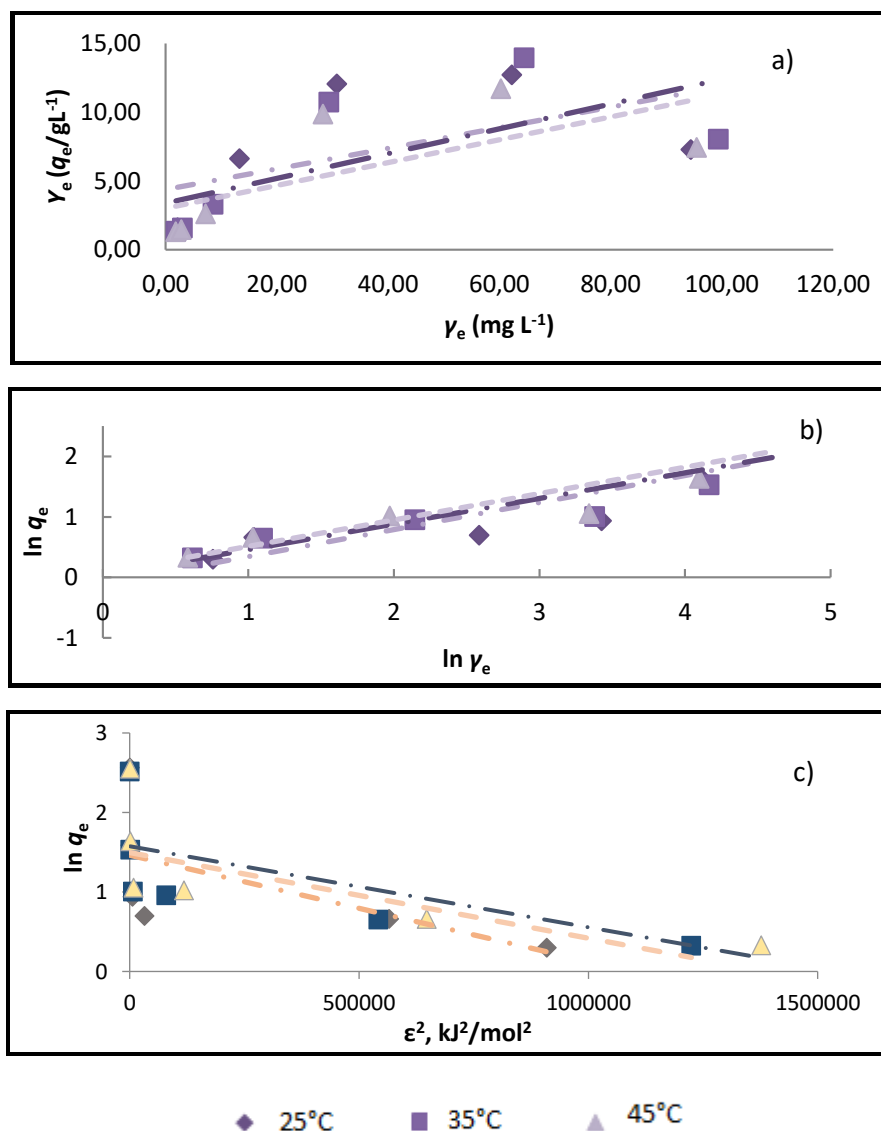 a)
15,00
10,00
5,00
0,00
Yₑ (qₑ/gL⁻¹)
0,00 20,00 40,00 60,00 80,00 100,00 120,00
γₑ (mg L⁻¹)
b)
2
1
0
-1
ln qₑ
0 1 2 3 4 5
ln γₑ
c)
3
2
1
0
ln qₑ
0 500000 1000000 1500000
ε², kJ²/mol²
25°C 35°C 45°C